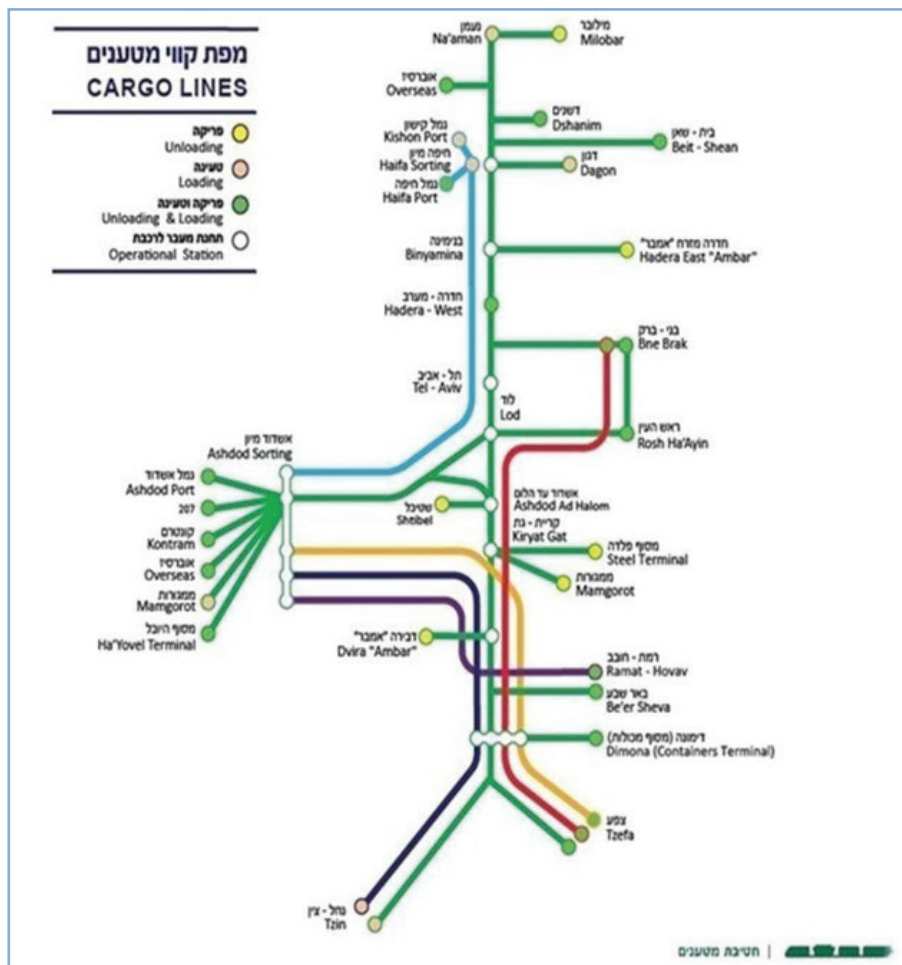 מפת קווי מטענים
CARGO LINES
פריקה
Unloading
טעינה
Loading
פריקה וטעינה
Unloading & Loading
תחנת מעבר לרכבת
Operational Station
נעמן
Na'aman
מילובר
Milobar
אוברסיז
Overseas
דשנים
Dshanim
בית - שאן
Beit - Shean
נמל קישון
Kishon Port
חיפה מיון
Haifa Sorting
נמל חיפה
Haifa Port
דגון
Dagon
בנימינה
Binyamina
חדרה מזרח "אמבר"
Hadera East "Ambar"
חדרה - מערב
Hadera - West
בני - ברק
Bne Brak
תל - אביב
Tel - Aviv
לוד
Lod
ראש העין
Rosh Ha'Ayin
אשדוד מיון
Ashdod Sorting
נמל אשדוד
Ashdod Port
207
קונטרם
Kontram
אוברסיז
Overseas
ממגורות
Mamgorot
מסוף היובל
Ha'Yovel Terminal
שטיבל
Shtibel
אשדוד עד הלום
Ashdod Ad Halom
קריית - גת
Kiryat Gat
מסוף פלדה
Steel Terminal
ממגורות
Mamgorot
דבירה "אמבר"
Dvira "Ambar"
רמת - חובב
Ramat - Hovav
באר שבע
Be'er Sheva
דימונה (מסוף מכולות)
Dimona (Containers Terminal)
צפע
Tzefa
נחל - צין
Tzin
חטיבת מטענים |